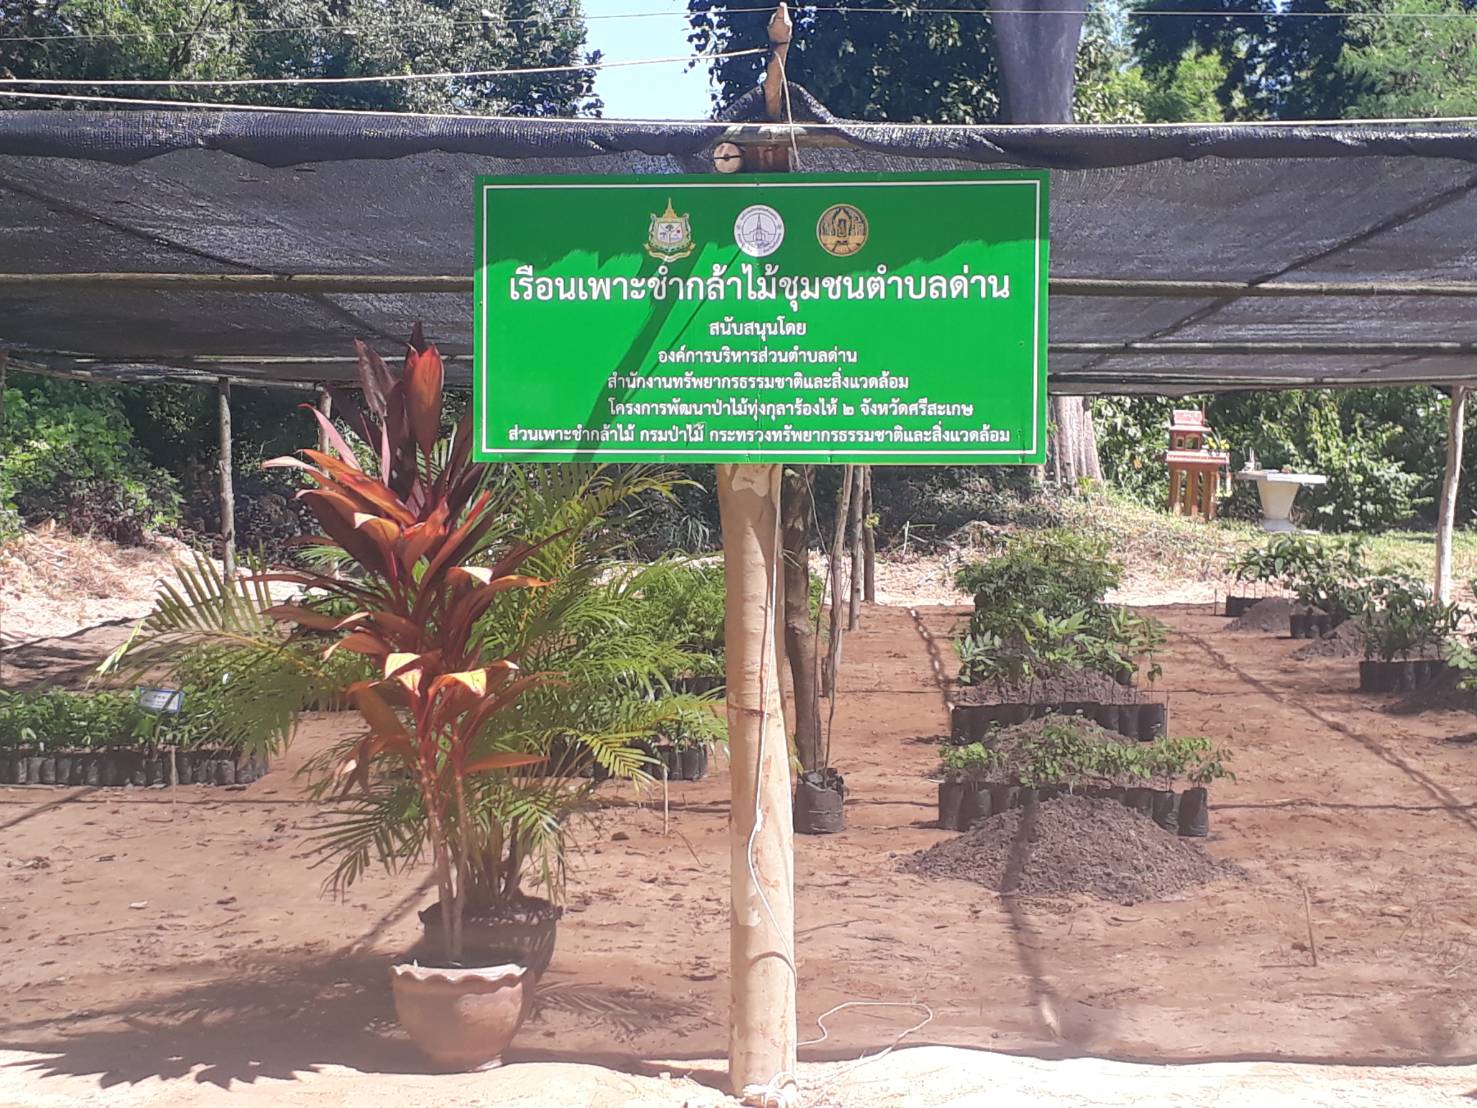 เรือนเพาะชำกล้าไม้ชุมชนตำบลด่าน
สนับสนุนโดย
องค์การบริหารส่วนตำบลด่าน
สำนักงานทรัพยากรธรรมชาติและสิ่งแวดล้อม
โครงการพัฒนาป่าไม้ทุ่งกุลาร้องไห้ ๒ จังหวัดศรีสะเกษ
ส่วนเพาะชำกล้าไม้ กรมป่าไม้ กระทรวงทรัพยากรธรรมชาติและสิ่งแวดล้อม